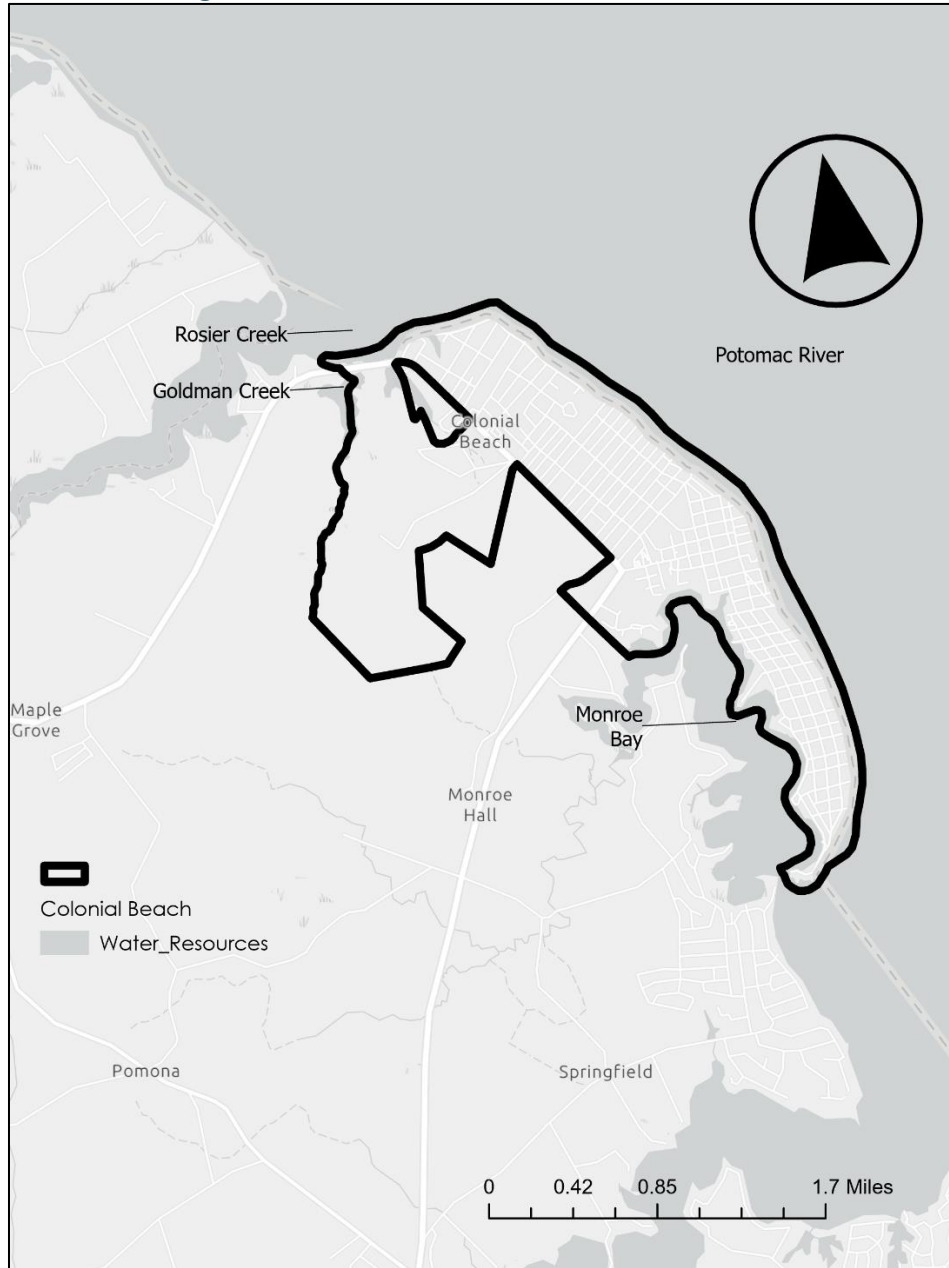 Rosier Creek
Potomac River
Goldman Creek
Colonial
Beach
Maple
Grove
Monroe
Bay
Monroe
Hall
Colonial Beach
Water_Resources
Pomona
Springfield
0 0.42 0.85 1.7 Miles